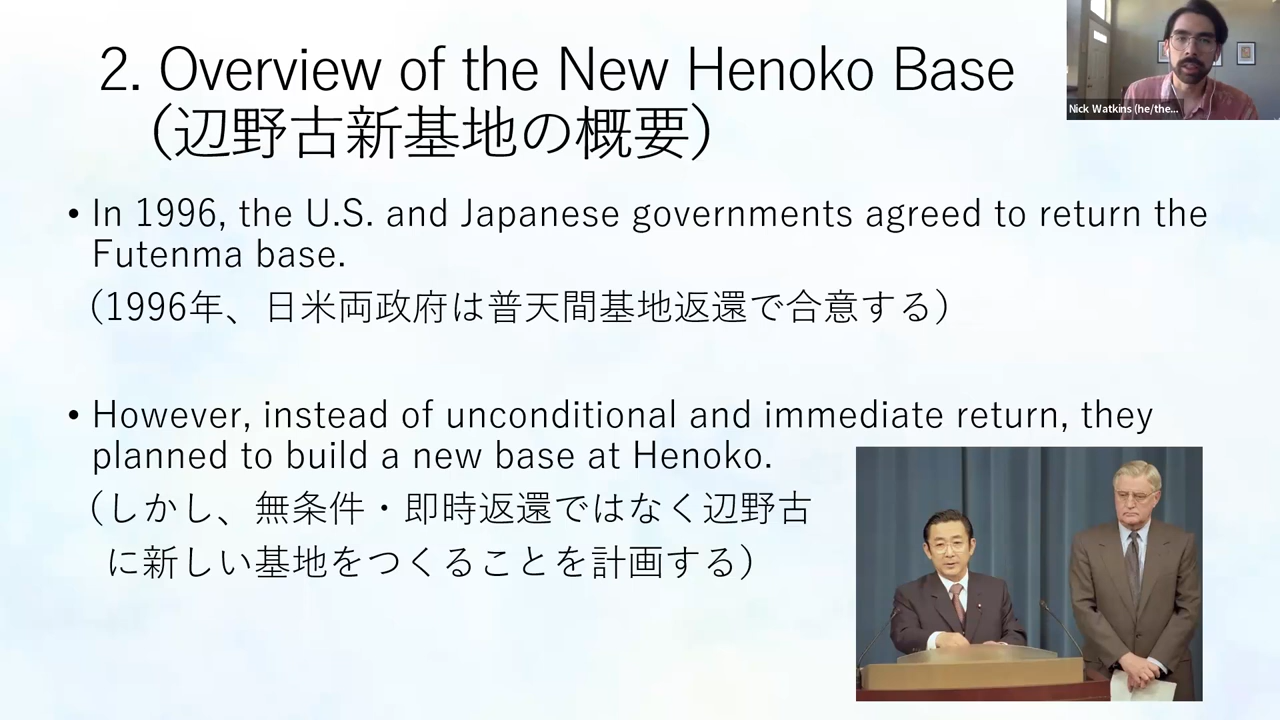 2. Overview of the New Henoko Base
（辺野古新基地の概要）
Nick Watkins (he/the...
• In 1996, the U.S. and Japanese governments agreed to return the
Futenma base.
（1996年、日米両政府は普天間基地返還で合意する）
• However, instead of unconditional and immediate return, they
planned to build a new base at Henoko.
（しかし、無条件・即時返還ではなく辺野古
に新しい基地をつくることを計画する）